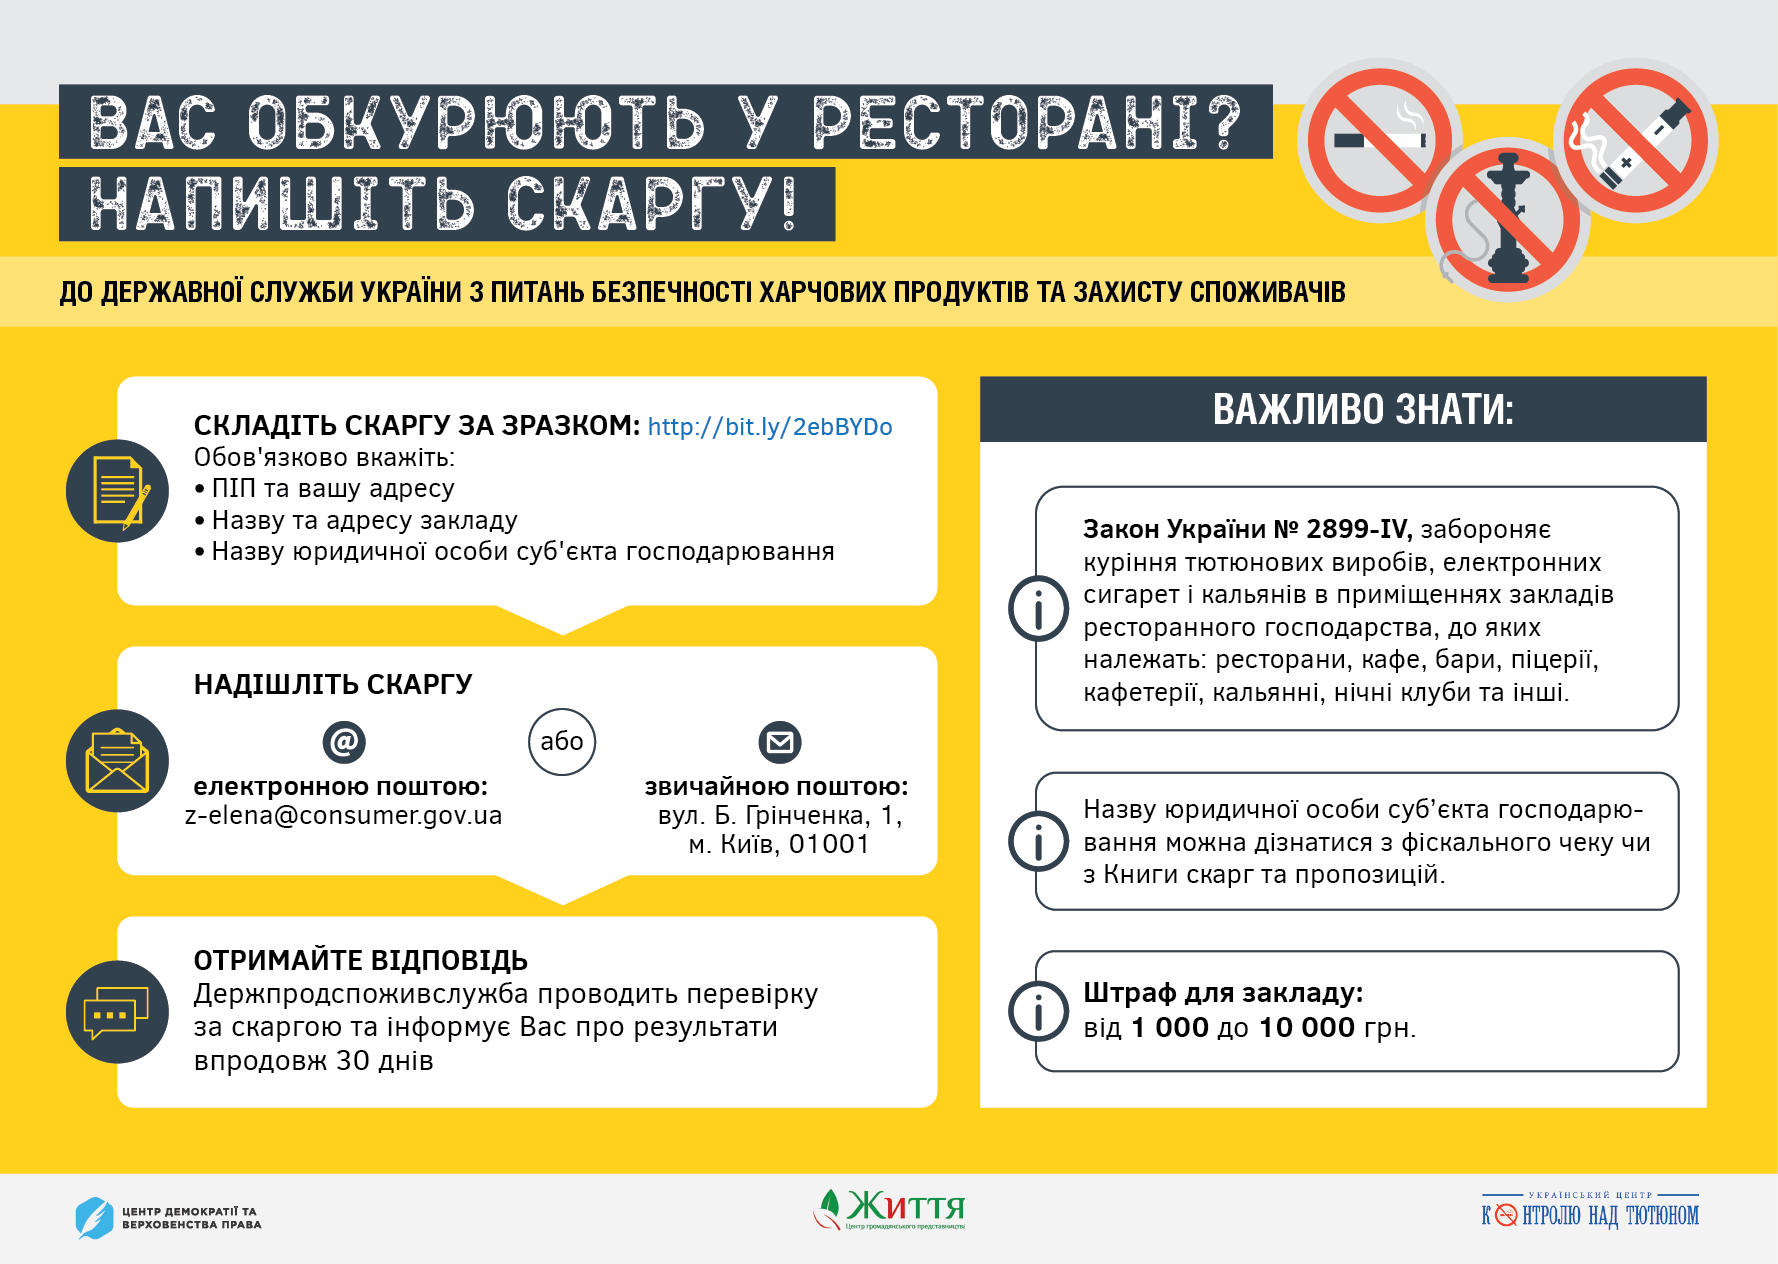 ВАС ОБКУРЮЮТЬ У РЕСТОРАНІ?
НАПИШІТЬ СКАРГУ!
ДО ДЕРЖАВНОЇ СЛУЖБИ УКРАЇНИ З ПИТАНЬ БЕЗПЕЧНОСТІ ХАРЧОВИХ ПРОДУКТІВ ТА ЗАХИСТУ СПОЖИВАЧІВ
СКЛАДІТЬ СКАРГУ ЗА ЗРАЗКОМ: http://bit.ly/2ebBYDo
Обов'язково вкажіть:
• ПІП та вашу адресу
• Назву та адресу закладу
• Назву юридичної особи суб'єкта господарювання
НАДІШЛІТЬ СКАРГУ
@
або
електронною поштою:
z-elena@consumer.gov.ua
звичайною поштою:
вул. Б. Грінченка, 1,
м. Київ, 01001
ОТРИМАЙТЕ ВІДПОВІДЬ
Держпродспоживслужба проводить перевірку
за скаргою та інформує Вас про результати
впродовж 30 днів
ВАЖЛИВО ЗНАТИ:
Закон України № 2899-IV, забороняє
куріння тютюнових виробів, електронних
сигарет і кальянів в приміщеннях закладів
ресторанного господарства, до яких
належать: ресторани, кафе, бари, піцерії,
кафетерії, кальянні, нічні клуби та інші.
Назву юридичної особи суб’єкта господарю-
вання можна дізнатися з фіскального чеку чи
з Книги скарг та пропозицій.
Штраф для закладу:
від 1 000 до 10 000 грн.
ЦЕНТР ДЕМОКРАТІЇ ТА
ВЕРХОВЕНСТВА ПРАВА
Життя
Центр громадянського представництва
УКРАЇНСЬКИЙ ЦЕНТР
КОНТРОЛЮ НАД ТЮТЮНОМ